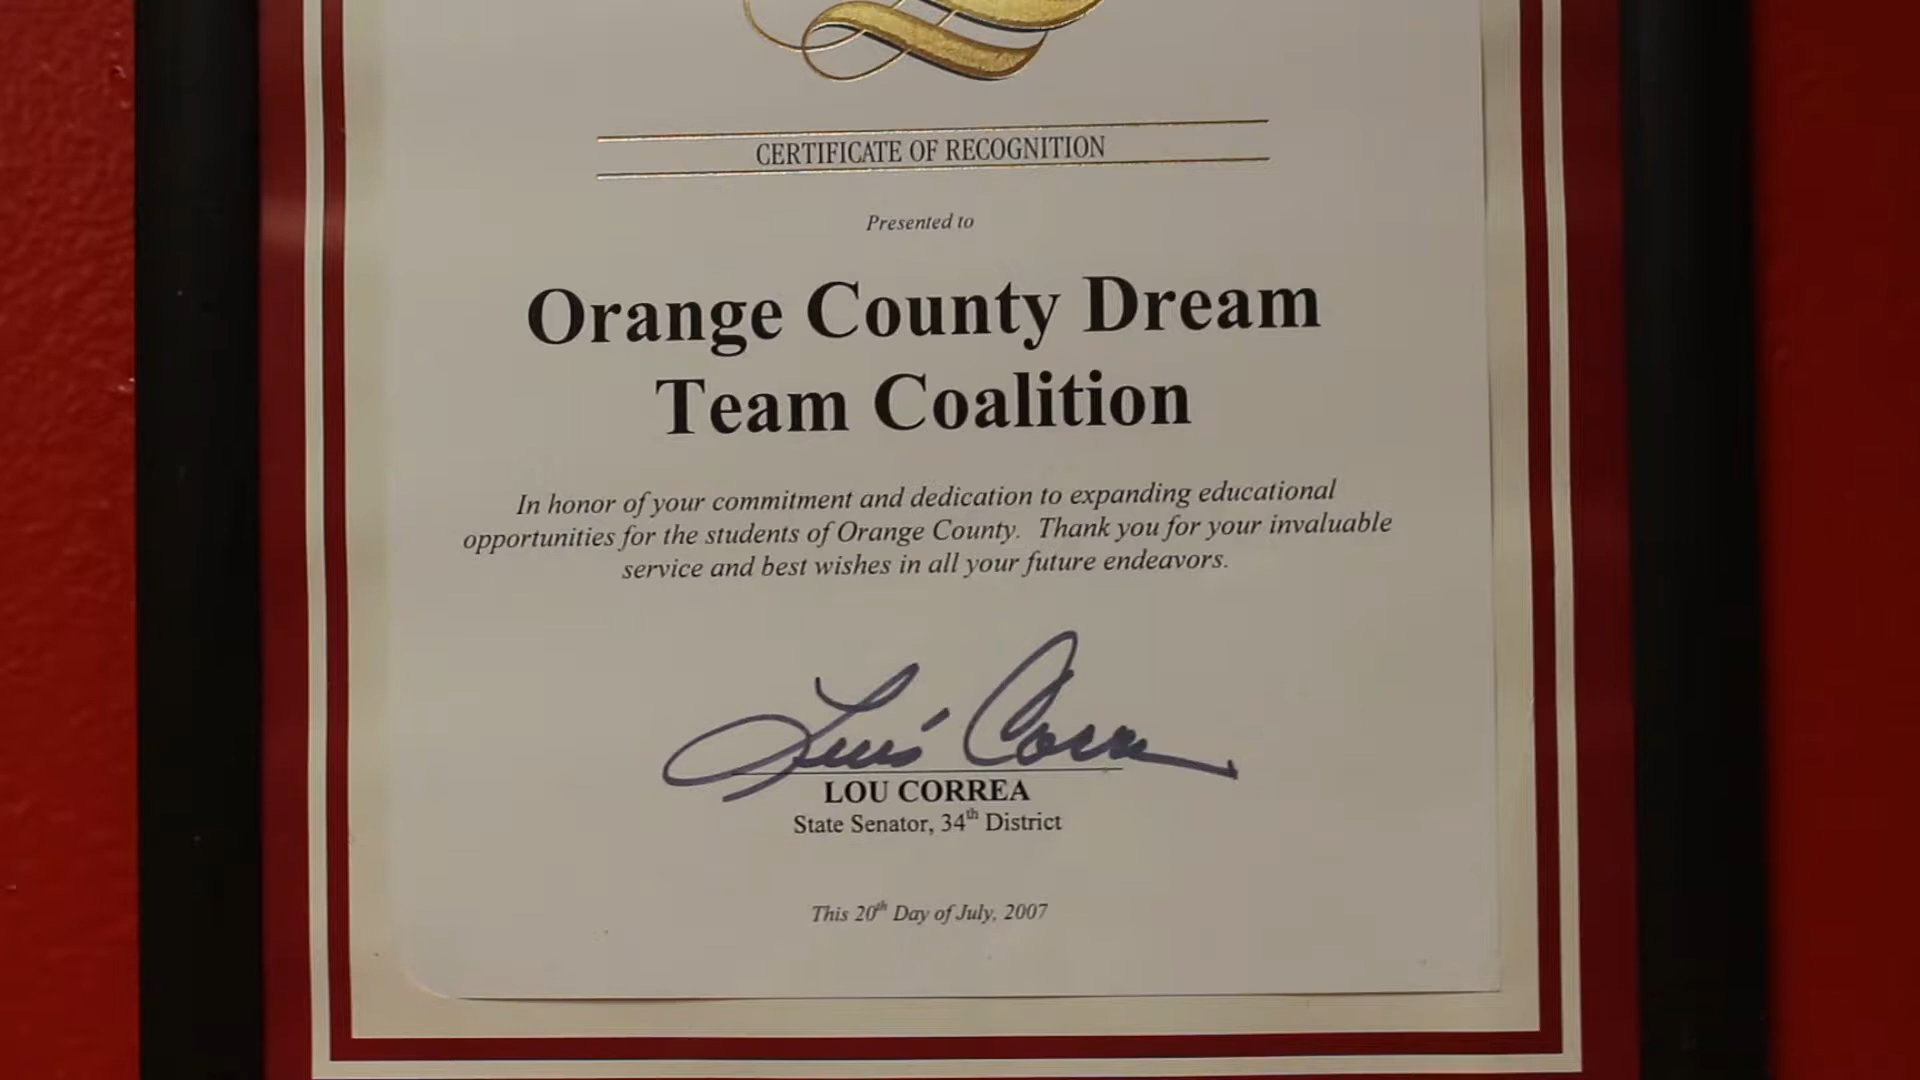 CERTIFICATE OF RECOGNITION
Presented to
Orange County Dream
Team Coalition
In honor of your commitment and dedication to expanding educational
opportunities for the students of Orange County. Thank you for your invaluable
service and best wishes in all your future endeavors.
Luis Correa
LOU CORREA
State Senator, 34th District
This 20th Day of July, 2007